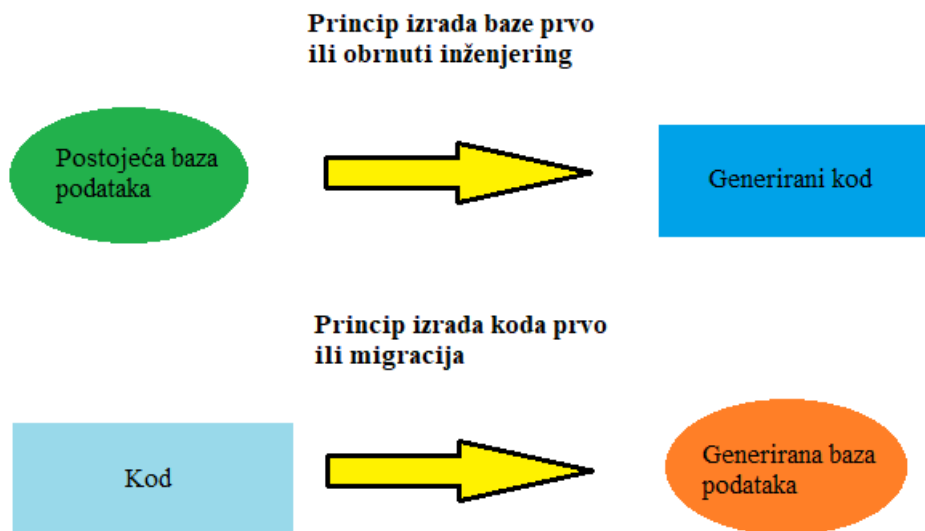 Princip izrada baze prvo
ili obrnuti inženjering
Postojeća baza
podataka
Generirani kod
Princip izrada koda prvo
ili migracija
Kod
Generirana baza
podataka